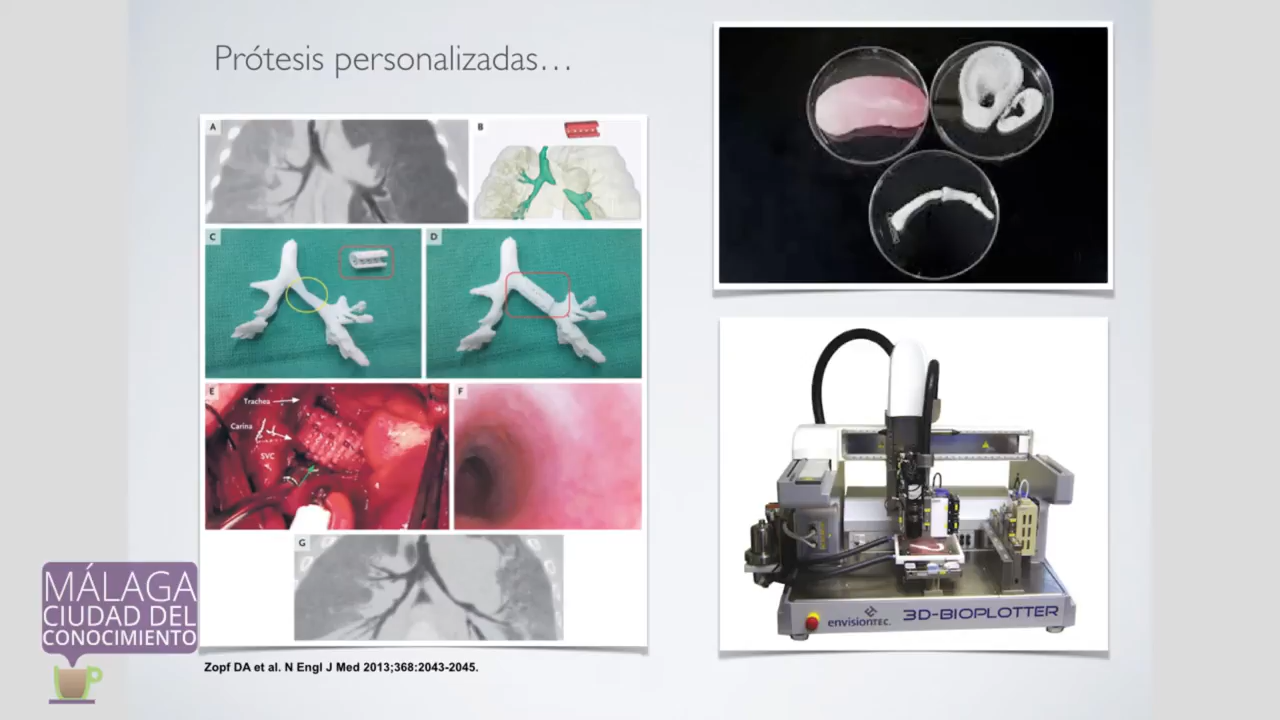 Prótesis personalizadas…
A
B
C
D
E
Trachea
Carina
SVC
F
G
Zopf DA et al. N Engl J Med 2013;368:2043-2045.
envisionTEC.
3D-BIOPLOTTER
MÁLAGA
CIUDAD DEL
CONOCIMIENTO